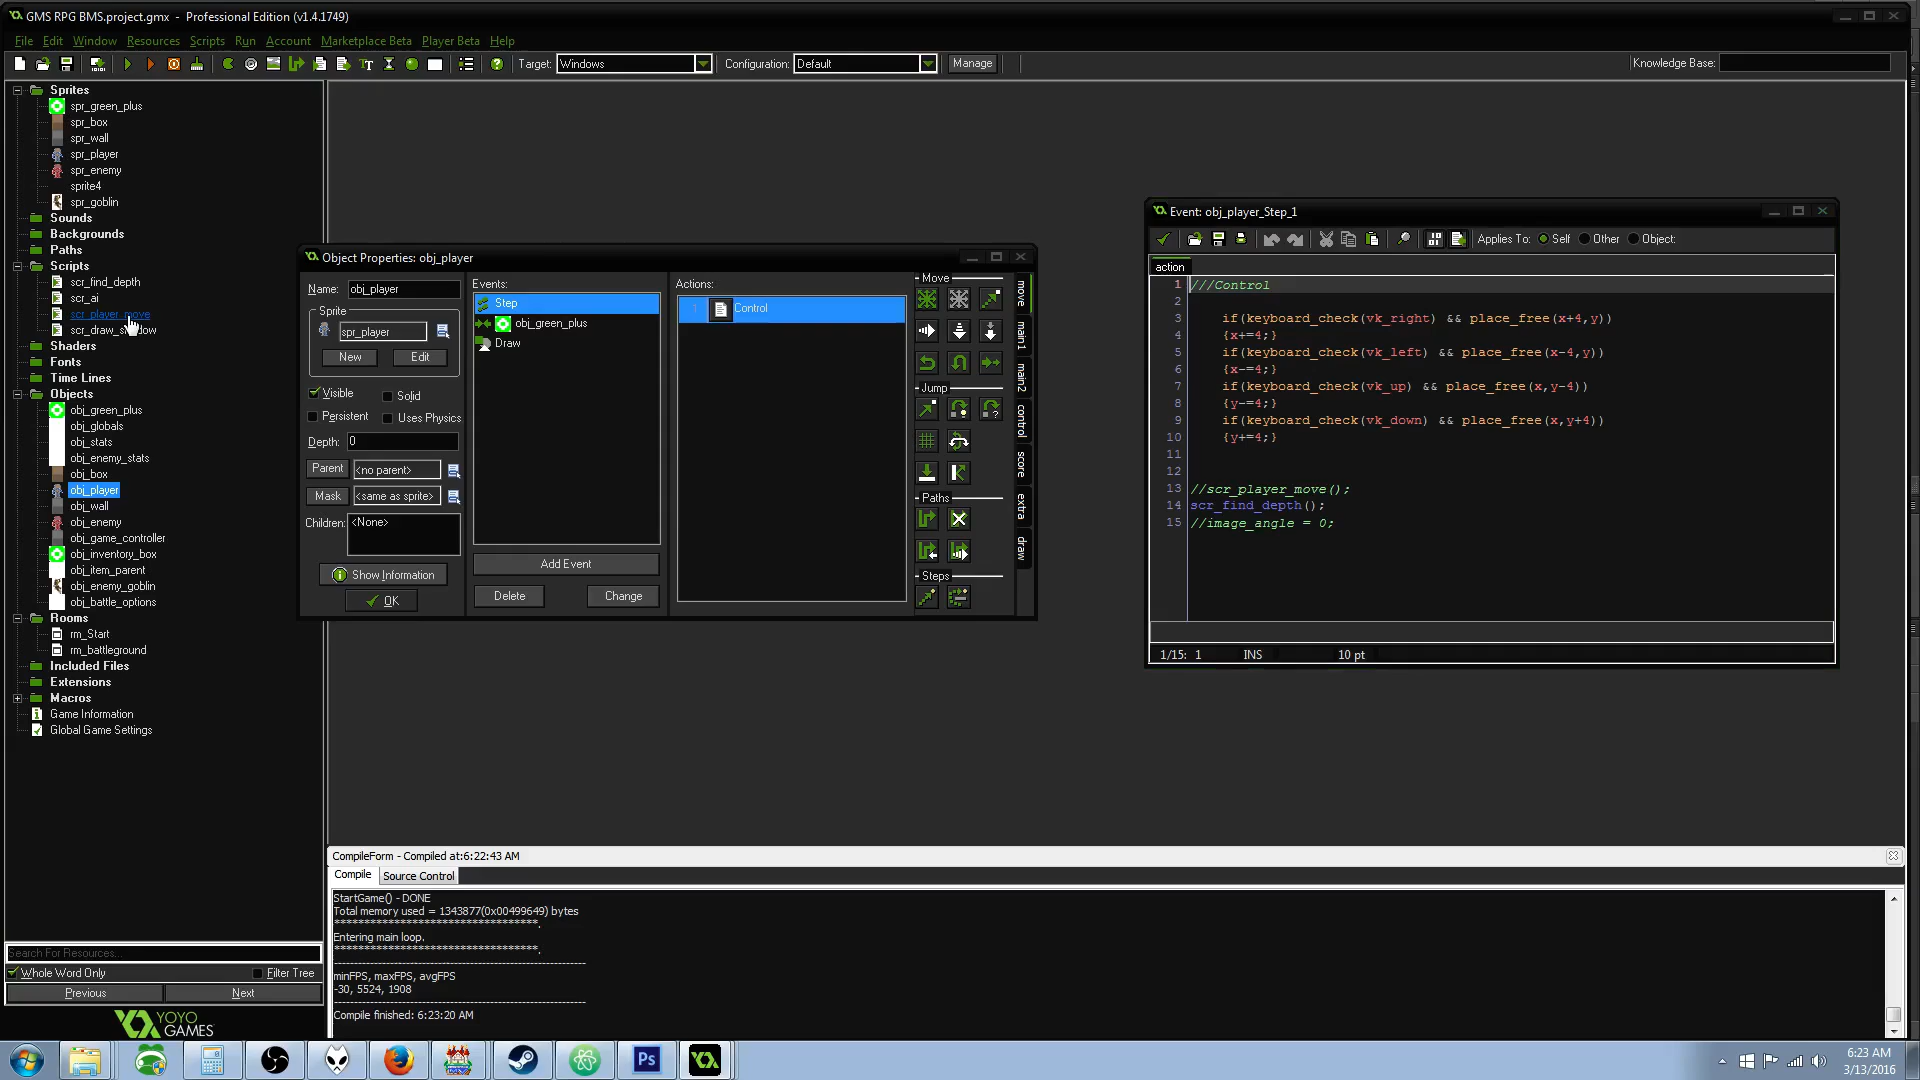 GMS RPG BMS.project.gmx - Professional Edition (v1.4.1749)
File Edit Window Resources Scripts Run Account Marketplace Beta Player Beta Help
Target: Windows Configuration: Default Manage Knowledge Base:
Sprites
spr_green_plus
spr_box
spr_wall
spr_player
spr_enemy
sprite4
spr_goblin
Sounds
Backgrounds
Paths
Scripts
scr_find_depth
scr_ai
scr_player_move
scr_draw_shadow
Shaders
Fonts
Time Lines
Objects
obj_green_plus
obj_globals
obj_stats
obj_enemy_stats
obj_box
obj_player
obj_wall
obj_enemy
obj_game_controller
obj_inventory_box
obj_item_parent
obj_enemy_goblin
obj_battle_options
Rooms
rm_Start
rm_battleground
Included Files
Extensions
Macros
Game Information
Global Game Settings
Search For Resources...
Whole Word Only Filter Tree
Previous Next
YOYO
GAMES
Object Properties: obj_player
Name: obj_player
Sprite
spr_player
New Edit
Visible Solid
Persistent Uses Physics
Depth: 0
Parent <no parent>
Mask <same as sprite>
Children: <None>
Show Information
OK
Events:
Step
obj_green_plus
Draw
Add Event
Delete Change
Actions:
1 Control
Move
Jump
Paths
Steps
move
main1
main2
control
score
extra
draw
Event: obj_player_Step_1
Applies To: Self Other Object:
action
1 ///Control
2
3 if(keyboard_check(vk_right) && place_free(x+4,y))
4 {x+=4;}
5 if(keyboard_check(vk_left) && place_free(x-4,y))
6 {x-=4;}
7 if(keyboard_check(vk_up) && place_free(x,y-4))
8 {y-=4;}
9 if(keyboard_check(vk_down) && place_free(x,y+4))
10 {y+=4;}
11
12
13 //scr_player_move();
14 scr_find_depth();
15 //image_angle = 0;
1/15: 1 INS 10 pt
CompileForm - Compiled at:6:22:43 AM
Compile Source Control
StartGame() - DONE
Total memory used = 1343877(0x00499649) bytes
**********************************.
Entering main loop.
**********************************.
minFPS, maxFPS, avgFPS
-30, 5524, 1908
Compile finished: 6:23:20 AM
Ps
6:23 AM
3/13/2016